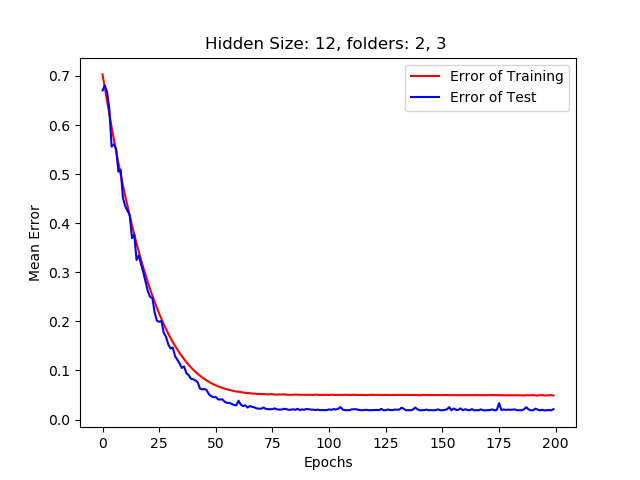 Hidden Size: 12, folders: 2, 3
Error of Training
Error of Test
Mean Error
0.7
0.6
0.5
0.4
0.3
0.2
0.1
0.0
0 25 50 75 100 125 150 175 200
Epochs